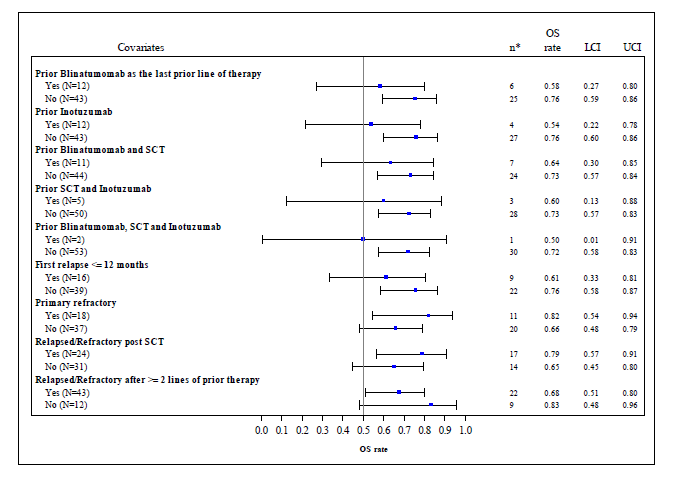 OS
Covariates n* rate LCI UCI
Prior Blinatumomab as the last prior line of therapy
Yes (N=12) 6 0.58 0.27 0.80
No (N=43) 25 0.76 0.59 0.86
Prior Inotuzumab
Yes (N=12) 4 0.54 0.22 0.78
No (N=43) 27 0.76 0.60 0.86
Prior Blinatumomab and SCT
Yes (N=11) 7 0.64 0.30 0.85
No (N=44) 24 0.73 0.57 0.84
Prior SCT and Inotuzumab
Yes (N=5) 3 0.60 0.13 0.88
No (N=50) 28 0.73 0.57 0.83
Prior Blinatumomab, SCT and Inotuzumab
Yes (N=2) 1 0.50 0.01 0.91
No (N=53) 30 0.72 0.58 0.83
First relapse <= 12 months
Yes (N=16) 9 0.61 0.33 0.81
No (N=39) 22 0.76 0.58 0.87
Primary refractory
Yes (N=18) 11 0.82 0.54 0.94
No (N=37) 20 0.66 0.48 0.79
Relapsed/Refractory post SCT
Yes (N=24) 17 0.79 0.57 0.91
No (N=31) 14 0.65 0.45 0.80
Relapsed/Refractory after >= 2 lines of prior therapy
Yes (N=43) 22 0.68 0.51 0.80
No (N=12) 9 0.83 0.48 0.96
0.0 0.1 0.2 0.3 0.4 0.5 0.6 0.7 0.8 0.9 1.0
OS rate